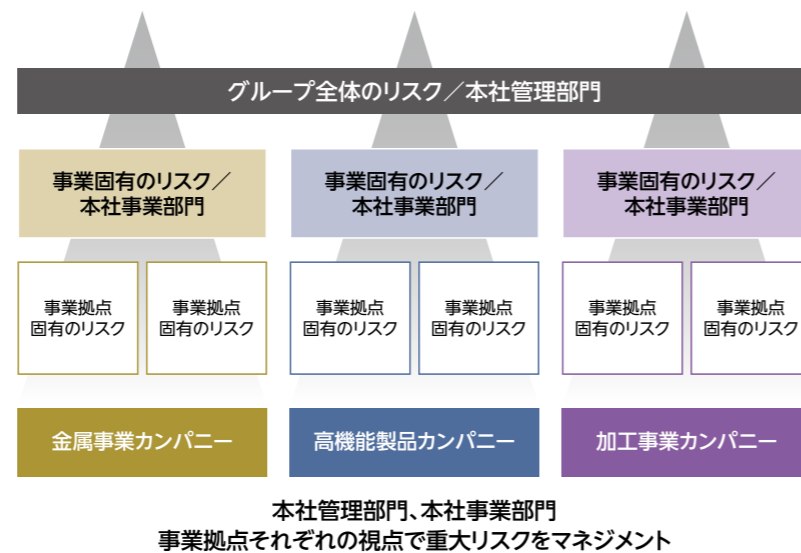 グループ全体のリスク／本社管理部門
事業固有のリスク／
本社事業部門
事業固有のリスク／
本社事業部門
事業固有のリスク／
本社事業部門
事業拠点
固有のリスク
事業拠点
固有のリスク
事業拠点
固有のリスク
事業拠点
固有のリスク
事業拠点
固有のリスク
事業拠点
固有のリスク
金属事業カンパニー
高機能製品カンパニー
加工事業カンパニー
本社管理部門、本社事業部門
事業拠点それぞれの視点で重大リスクをマネジメント